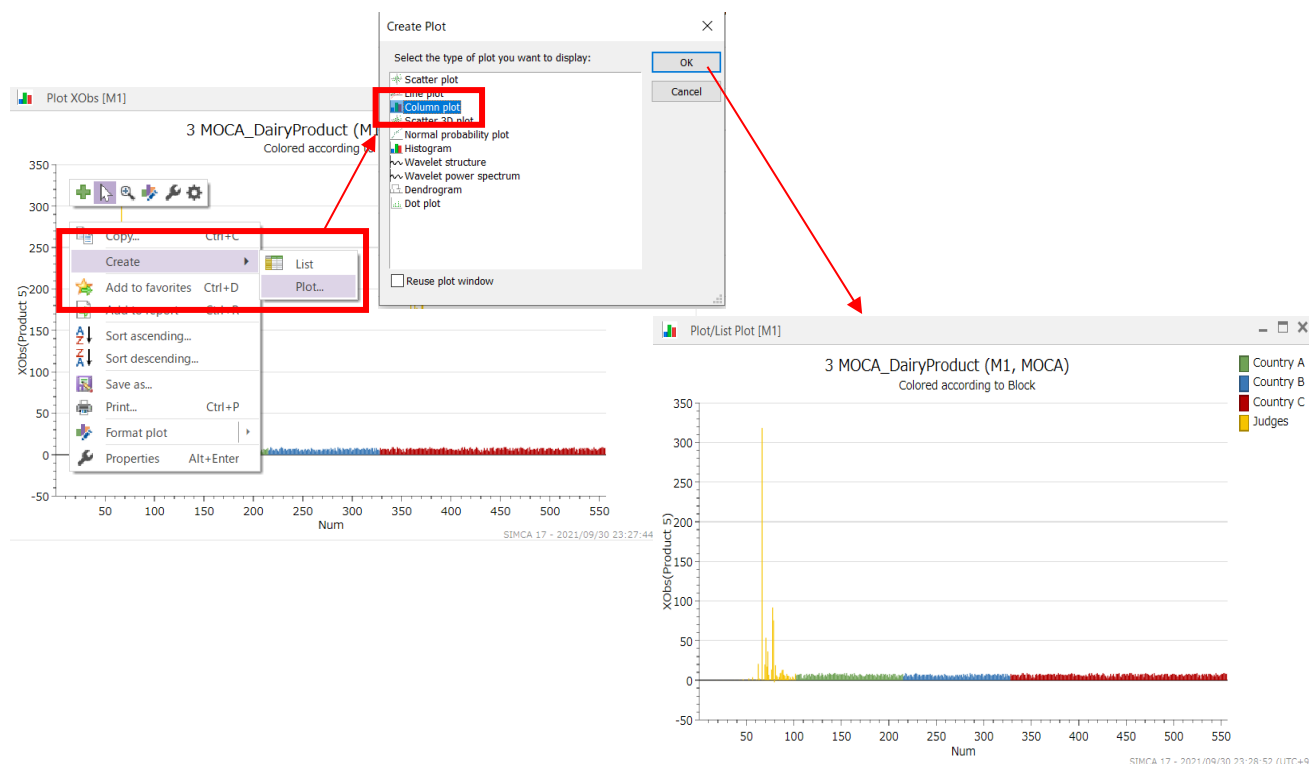 Create Plot
Select the type of plot you want to display:
Scatter plot
Line plot
Column plot
Scatter 3D plot
Normal probability plot
Histogram
Wavelet structure
Wavelet power spectrum
Dendrogram
Dot plot
Reuse plot window
OK
Cancel
Plot XObs [M1]
3 MOCA_DairyProduct (M1
Colored according to
XObs(Product 5)
350
300
250
200
150
100
50
0
-50
Copy... Ctrl+C
Create
Add to favorites Ctrl+D
Add to report Ctrl+R
Sort ascending...
Sort descending...
Save as...
Print... Ctrl+P
Format plot
Properties Alt+Enter
List
Plot...
50 100 150 200 250 300 350 400 450 500 550
Num
SIMCA 17 - 2021/09/30 23:27:44
Plot/List Plot [M1]
3 MOCA_DairyProduct (M1, MOCA)
Colored according to Block
Country A
Country B
Country C
Judges
XObs(Product 5)
350
300
250
200
150
100
50
0
-50
50 100 150 200 250 300 350 400 450 500 550
Num
SIMCA 17 - 2021/09/30 23:28:52 (UTC+9